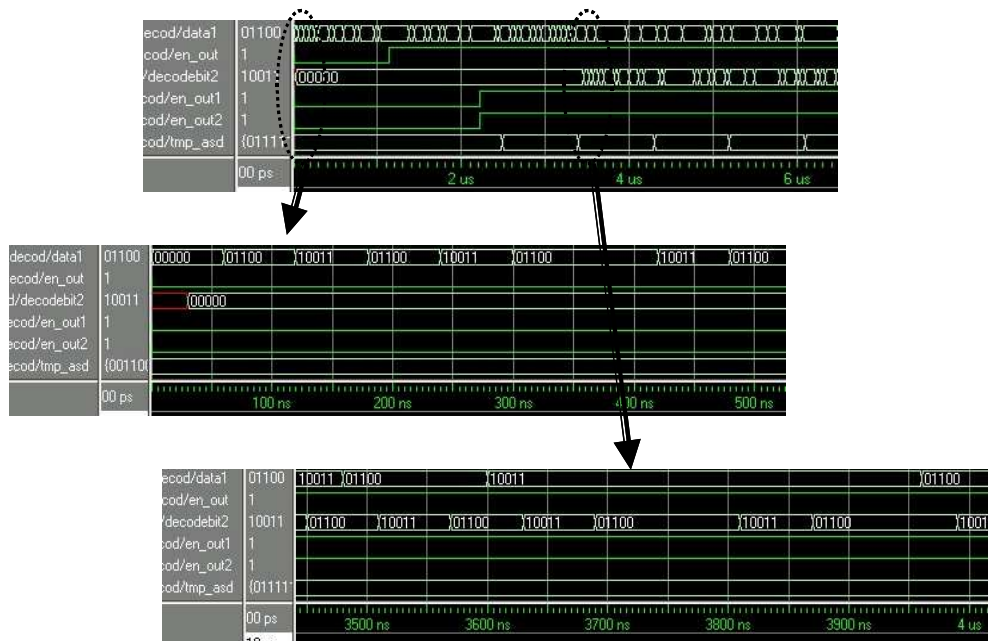 ecod/data1 01100
cod/en_out 1
/decodebit2 10011 00000
cod/en_out1 1
cod/en_out2 1
cod/tmp_asd {01111
00 ps 2 us 4 us 6 us
decod/data1 01100 00000 01100 10011 01100 10011 01100 10011 01100
ecod/en_out 1
d/decodebit2 10011 00000
ecod/en_out1 1
ecod/en_out2 1
ecod/tmp_asd {001100
00 ps 100 ns 200 ns 300 ns 400 ns 500 ns
ecod/data1 01100 10011 01100 10011 01100
cod/en_out 1
/decodebit2 10011 01100 10011 01100 10011 01100 10011 01100 1001
cod/en_out1 1
cod/en_out2 1
cod/tmp_asd {01111
00 ps 3500 ns 3600 ns 3700 ns 3800 ns 3900 ns 4 us